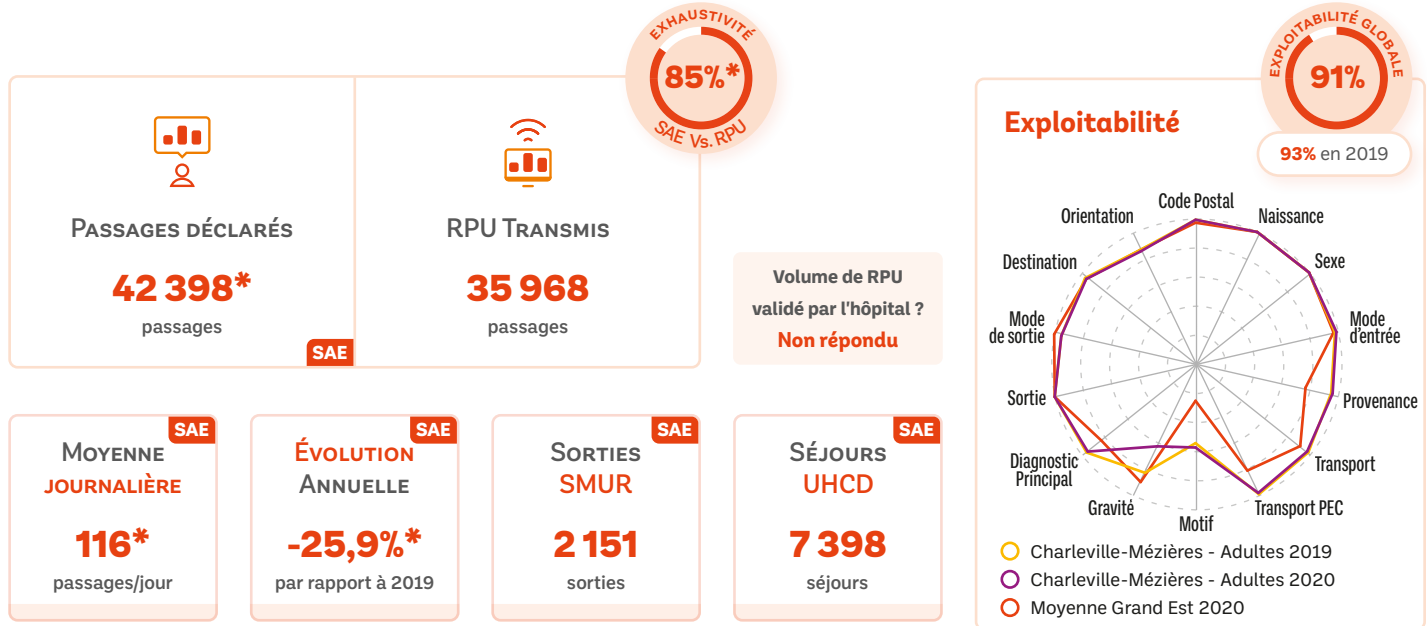 EXHAUSTIVITÉ
85%*
SAE Vs. RPU
PASSAGES DÉCLARÉS
42 398*
passages
SAE
RPU TRANSMIS
35 968
passages
Volume de RPU
validé par l'hôpital ?
Non répondu
MOYENNE
JOURNALIÈRE
SAE
116*
passages/jour
ÉVOLUTION
ANNUELLE
SAE
-25,9%*
par rapport à 2019
SORTIES
SMUR
SAE
2 151
sorties
SÉJOURS
UHCD
SAE
7 398
séjours
EXPLOITABILITÉ GLOBALE
91%
93% en 2019
Exploitabilité
Code Postal
Naissance
Sexe
Mode
d'entrée
Provenance
Transport
Transport PEC
Motif
Gravité
Diagnostic
Principal
Sortie
Mode
de sortie
Destination
Orientation
Charleville-Mézières - Adultes 2019
Charleville-Mézières - Adultes 2020
Moyenne Grand Est 2020